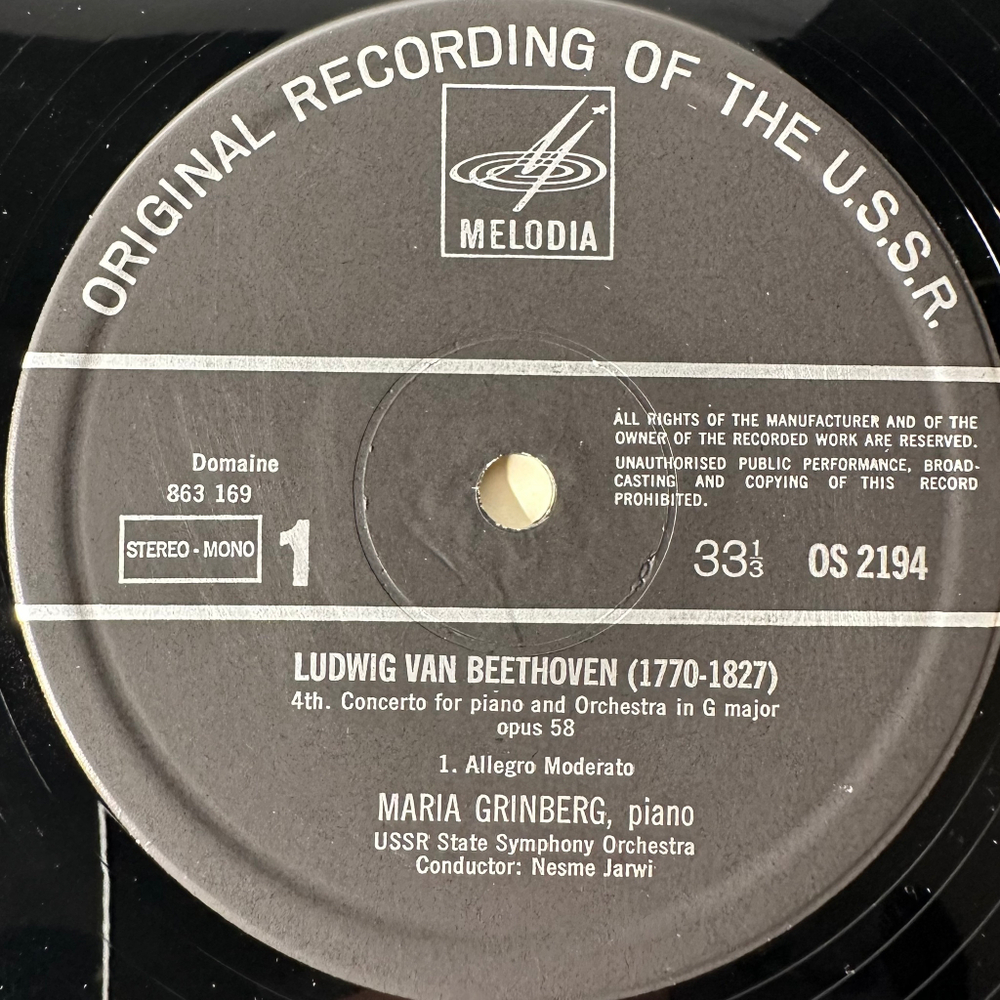 ORIGINAL RECORDING OF THE U.S.S.R.
MELODIA
ALL RIGHTS OF THE MANUFACTURER AND OF THE
OWNER OF THE RECORDED WORK ARE RESERVED.
UNAUTHORISED PUBLIC PERFORMANCE, BROAD-
CASTING AND COPYING OF THIS RECORD
PROHIBITED.
Domaine
863 169
STEREO - MONO 1
33⅓ OS 2194
LUDWIG VAN BEETHOVEN (1770-1827)
4th. Concerto for piano and Orchestra in G major
opus 58
1. Allegro Moderato
MARIA GRINBERG, piano
USSR State Symphony Orchestra
Conductor: Nesme Jarwi